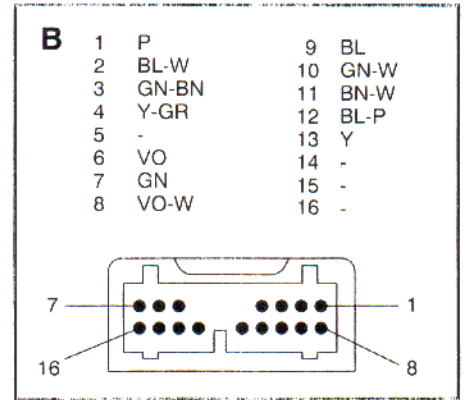 B 1 P 9 BL
2 BL-W 10 GN-W
3 GN-BN 11 BN-W
4 Y-GR 12 BL-P
5 - 13 Y
6 VO 14 -
7 GN 15 -
8 VO-W 16 -
7 1
16 8